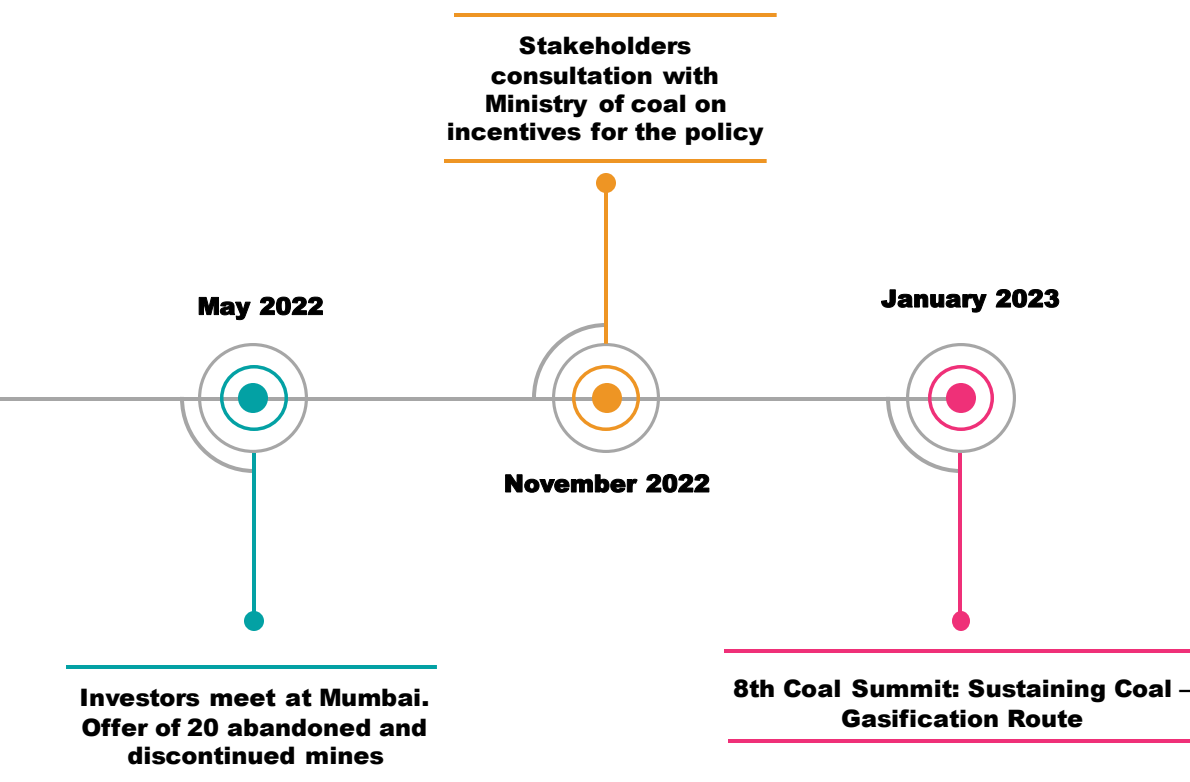 Stakeholders
consultation with
Ministry of coal on
incentives for the policy
May 2022
January 2023
November 2022
Investors meet at Mumbai.
Offer of 20 abandoned and
discontinued mines
8th Coal Summit: Sustaining Coal –
Gasification Route